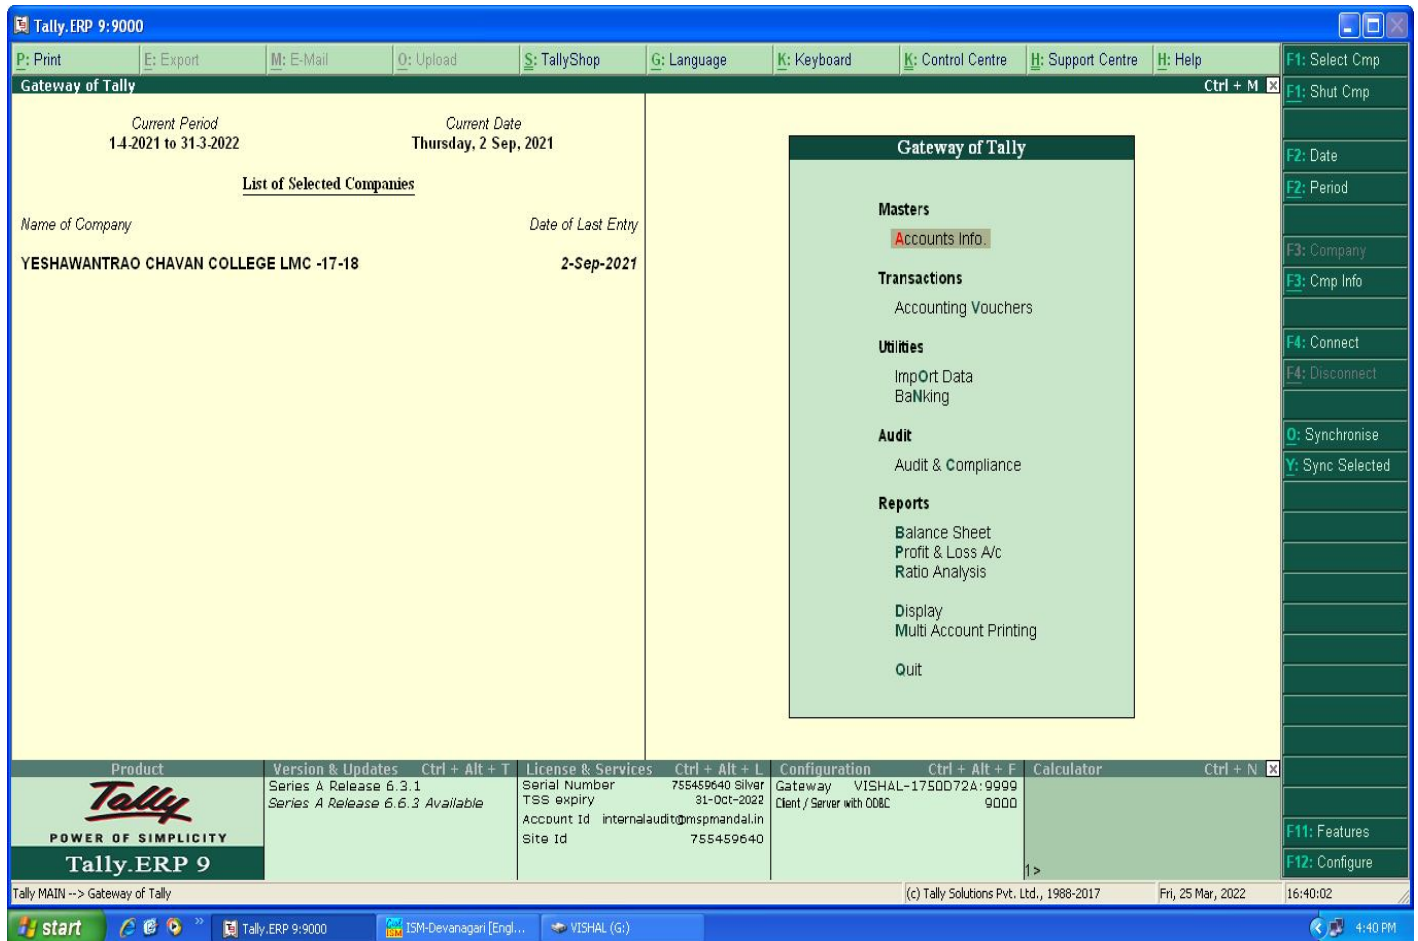 Tally.ERP 9:9000
P: Print E: Export M: E-Mail O: Upload S: TallyShop G: Language K: Keyboard K: Control Centre H: Support Centre H: Help
Gateway of Tally Ctrl + M
Current Period Current Date
1-4-2021 to 31-3-2022 Thursday, 2 Sep, 2021
List of Selected Companies
Name of Company Date of Last Entry
YESHAWANTRAO CHAVAN COLLEGE LMC -17-18 2-Sep-2021
Gateway of Tally
Masters
Accounts Info.
Transactions
Accounting Vouchers
Utilities
ImpOrt Data
BaNking
Audit
Audit & Compliance
Reports
Balance Sheet
Profit & Loss A/c
Ratio Analysis
Display
Multi Account Printing
Quit
F1: Select Cmp
F1: Shut Cmp
F2: Date
F2: Period
F3: Company
F3: Cmp Info
F4: Connect
F4: Disconnect
O: Synchronise
Y: Sync Selected
F11: Features
F12: Configure
Product
Tally
POWER OF SIMPLICITY
Tally.ERP 9
Version & Updates Ctrl + Alt + T
Series A Release 6.3.1
Series A Release 6.6.3 Available
License & Services Ctrl + Alt + L
Serial Number 755459640 Silver
TSS expiry 31-Oct-2022
Account Id internalaudit@mspmandal.in
Site Id 755459640
Configuration Ctrl + Alt + F
Gateway VISHAL-1750D72A:9999
Client / Server with ODBC 9000
Calculator Ctrl + N
1>
Tally MAIN --> Gateway of Tally (c) Tally Solutions Pvt. Ltd., 1988-2017 Fri, 25 Mar, 2022 16:40:02
start Tally.ERP 9:9000 ISM-Devanagari [Engl... VISHAL (G:) 4:40 PM